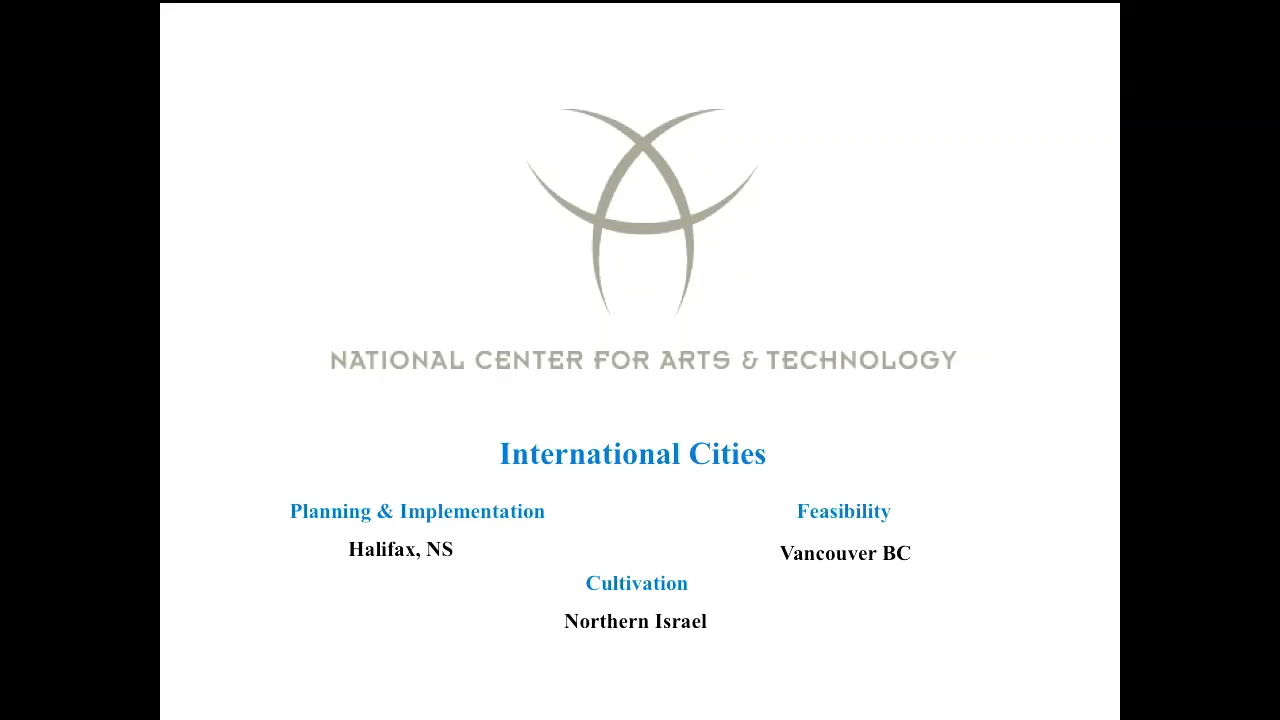 NATIONAL CENTER FOR ARTS & TECHNOLOGY
International Cities
Planning & Implementation
Halifax, NS
Feasibility
Vancouver BC
Cultivation
Northern Israel